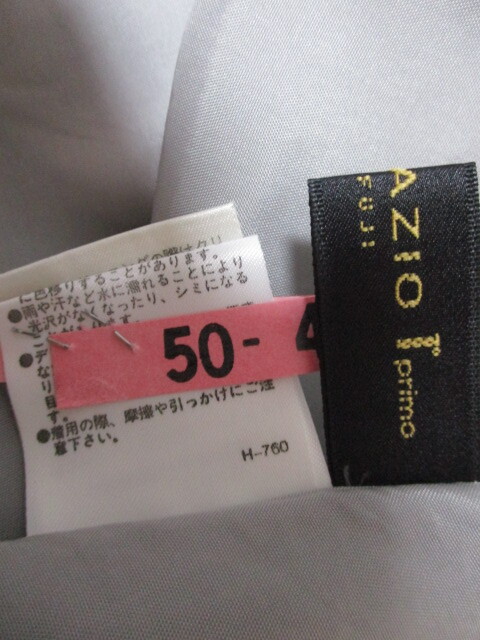 に色移りすることがあります。
●雨や汗など水に濡れることにより
光沢がなくなったり、シミになる
デ
なり
目
す。
●着用の際、摩擦や引っかけにご注
意下さい。
H-760
50-4
AZIO
FUJI
primo